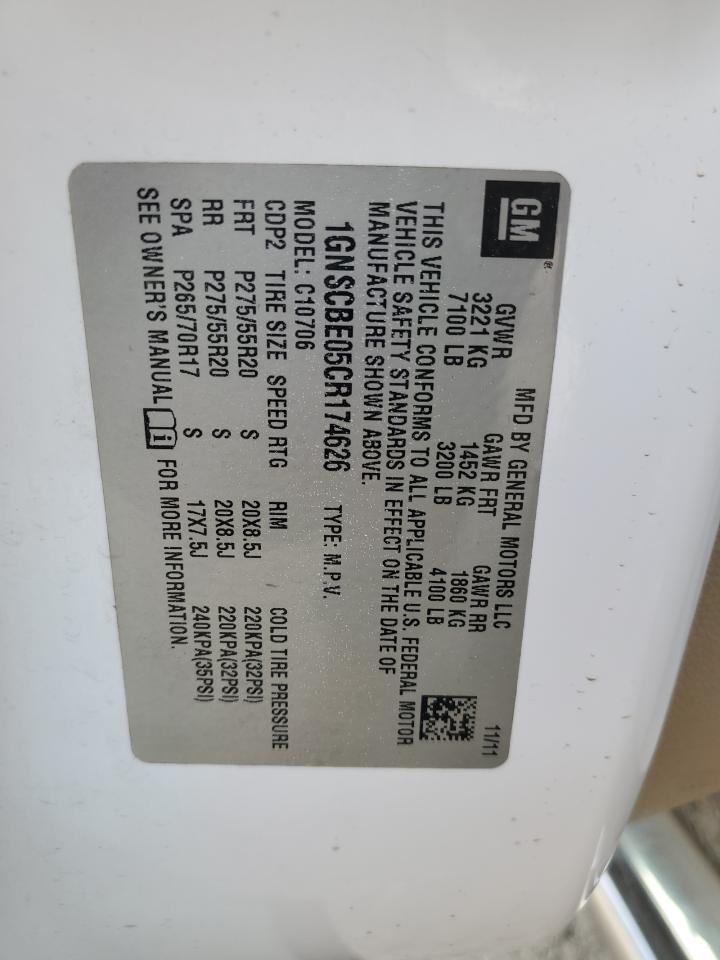 GM ®
MFD BY GENERAL MOTORS LLC 11/11
GVWR GAWR FRT GAWR RR
3221 KG 1452 KG 1860 KG
7100 LB 3200 LB 4100 LB
THIS VEHICLE CONFORMS TO ALL APPLICABLE U.S. FEDERAL MOTOR
VEHICLE SAFETY STANDARDS IN EFFECT ON THE DATE OF
MANUFACTURE SHOWN ABOVE.
1GNSCBE05CR174626 TYPE: M.P.V.
MODEL: C10706
CDP2 TIRE SIZE SPEED RTG RIM COLD TIRE PRESSURE
FRT P275/55R20 S 20X8.5J 220KPA(32PSI)
RR P275/55R20 S 20X8.5J 220KPA(32PSI)
SPA P265/70R17 S 17X7.5J 240KPA(35PSI)
SEE OWNER'S MANUAL FOR MORE INFORMATION.